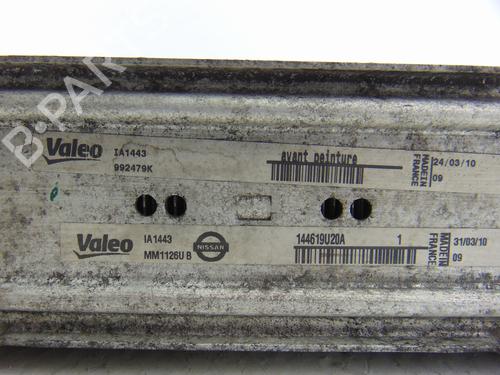 B-PARTS
Valeo IA1443 avant peinture MADE IN FRANCE 24/03/10
992479K 09
Valeo IA1443 NISSAN 144619U20A 1 MADE IN FRANCE 31/03/10
MM1126U B 09